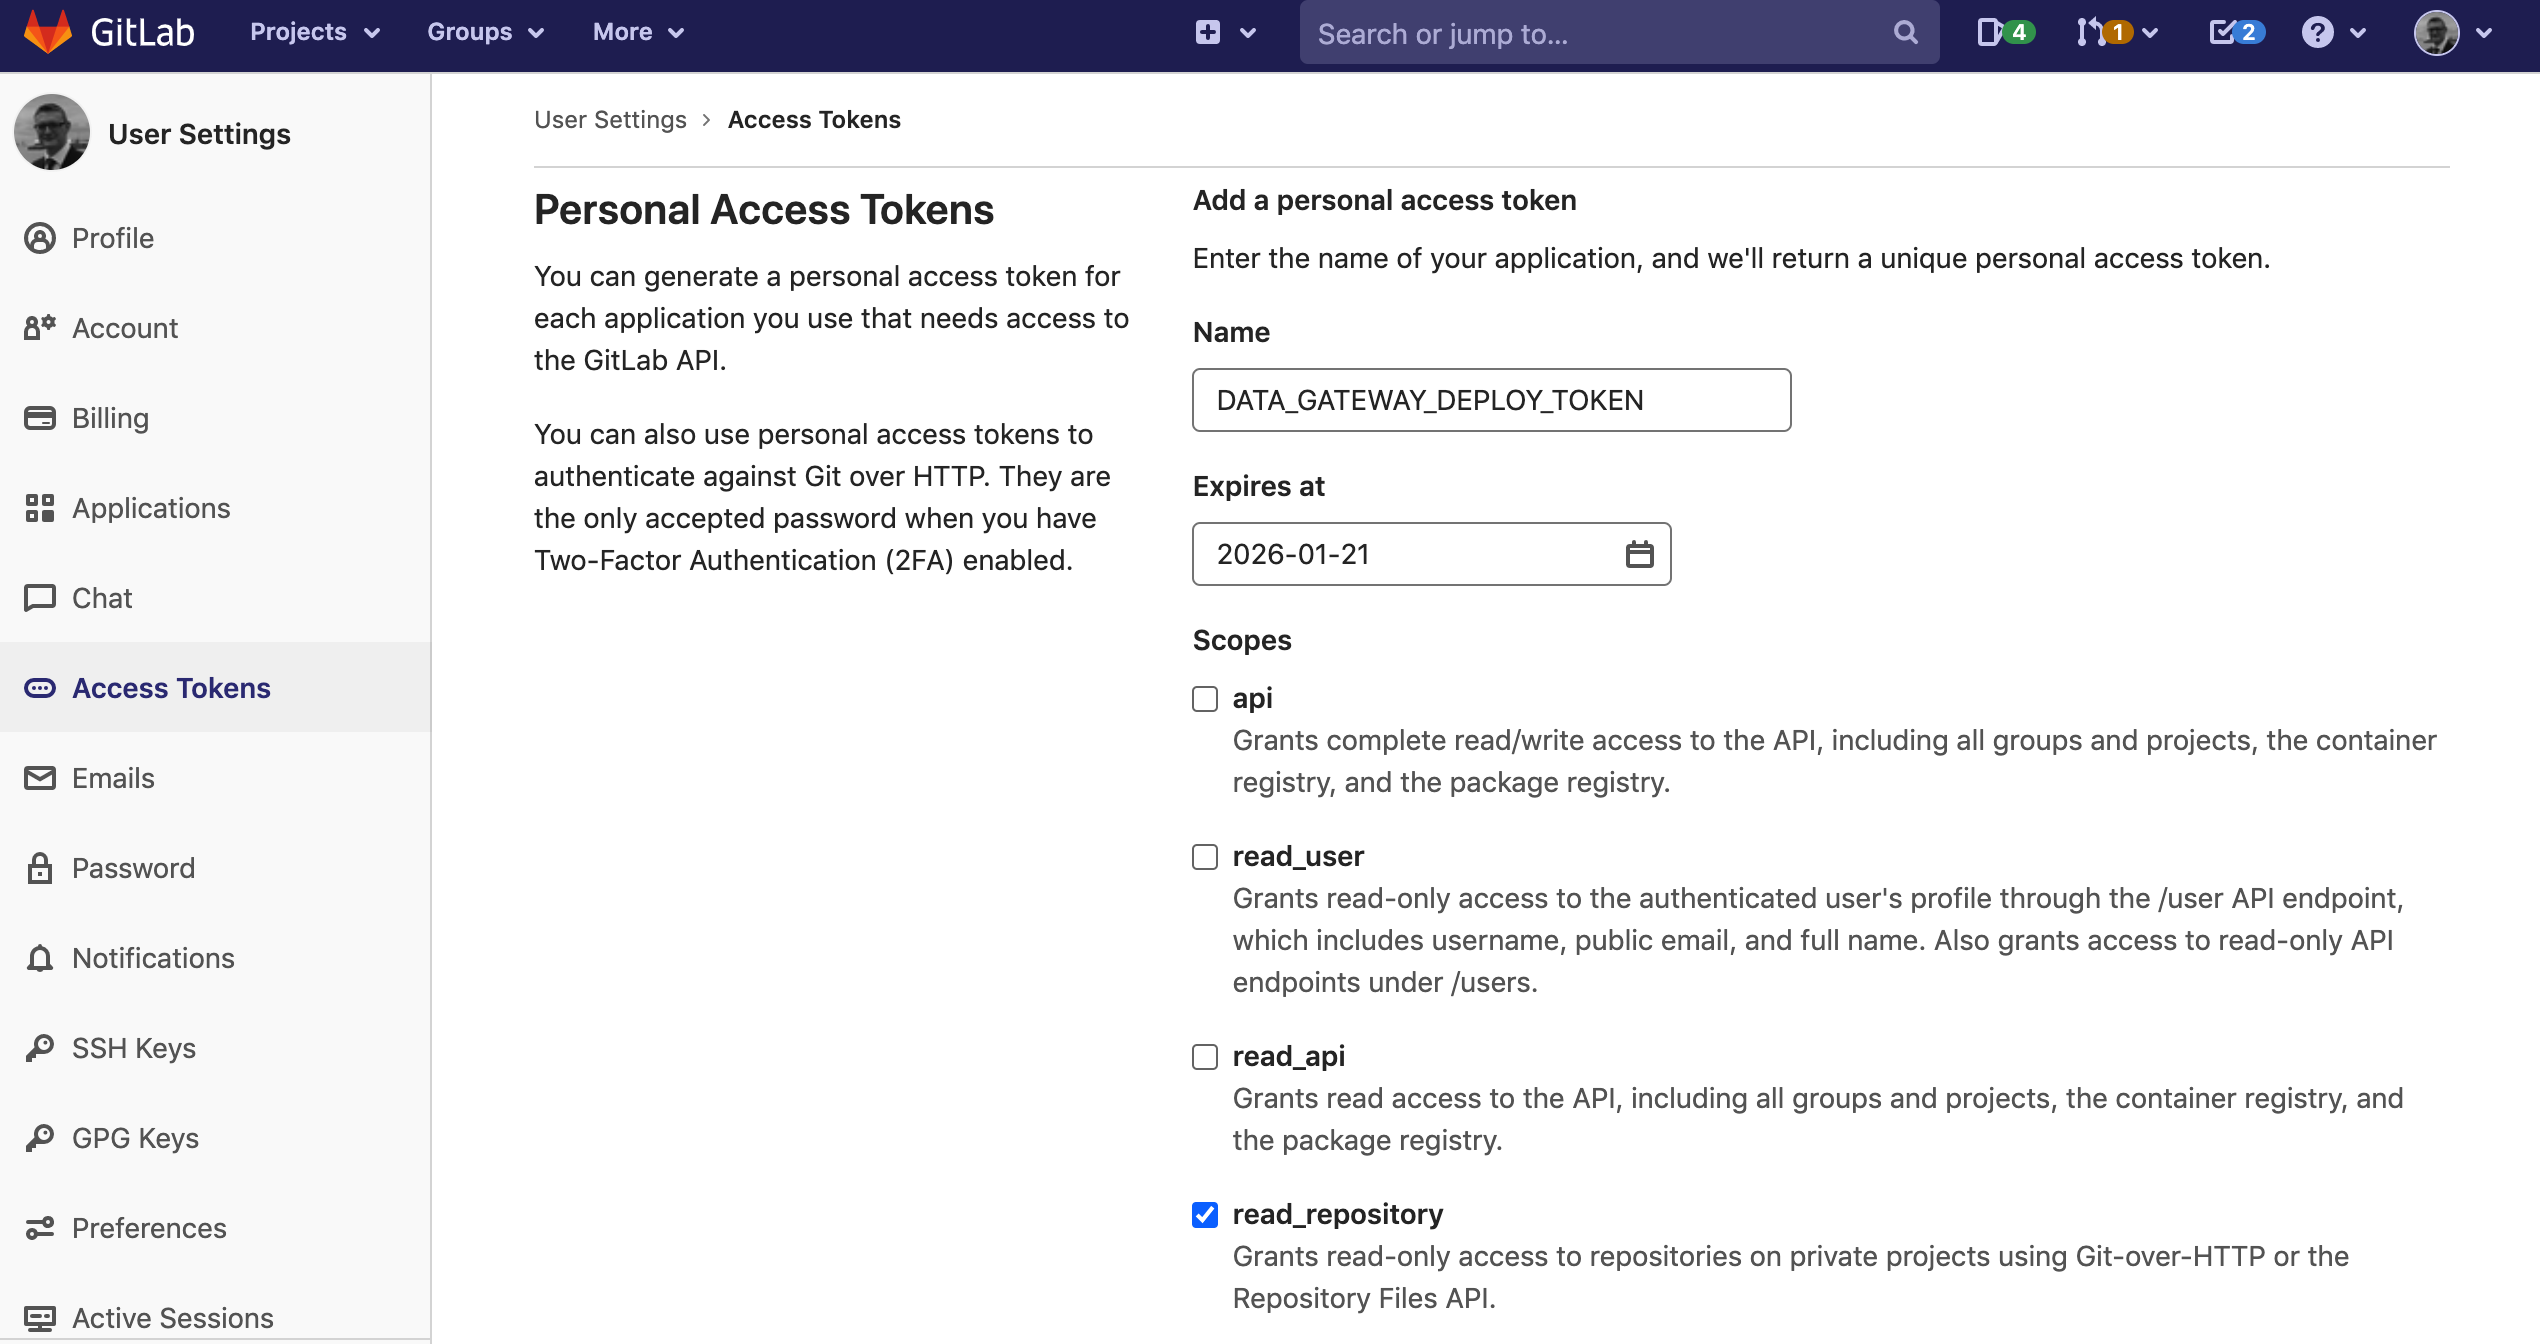 GitLab
Projects
Groups
More
Search or jump to...
4
1
2
User Settings
Profile
Account
Billing
Applications
Chat
Access Tokens
Emails
Password
Notifications
SSH Keys
GPG Keys
Preferences
Active Sessions
User Settings › Access Tokens
Personal Access Tokens
You can generate a personal access token for
each application you use that needs access to
the GitLab API.
You can also use personal access tokens to
authenticate against Git over HTTP. They are
the only accepted password when you have
Two-Factor Authentication (2FA) enabled.
Add a personal access token
Enter the name of your application, and we'll return a unique personal access token.
Name
DATA_GATEWAY_DEPLOY_TOKEN
Expires at
2026-01-21
Scopes
api
Grants complete read/write access to the API, including all groups and projects, the container
registry, and the package registry.
read_user
Grants read-only access to the authenticated user's profile through the /user API endpoint,
which includes username, public email, and full name. Also grants access to read-only API
endpoints under /users.
read_api
Grants read access to the API, including all groups and projects, the container registry, and
the package registry.
read_repository
Grants read-only access to repositories on private projects using Git-over-HTTP or the
Repository Files API.